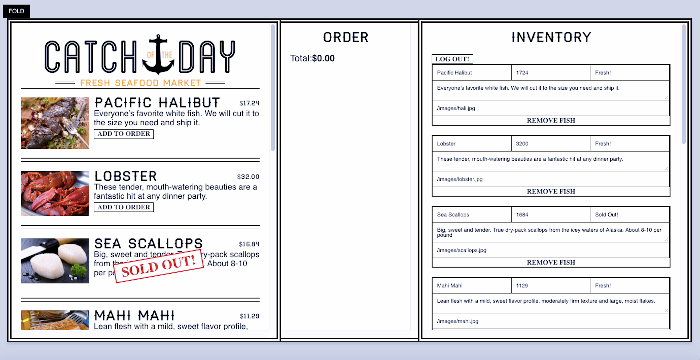 FOLD
CATCH OF THE DAY
FRESH SEAFOOD MARKET
PACIFIC HALIBUT $17.24
Everyone's favorite white fish. We will cut it to
the size you need and ship it.
ADD TO ORDER
LOBSTER $32.00
These tender, mouth-watering beauties are a
fantastic hit at any dinner party.
ADD TO ORDER
SEA SCALLOPS $16.84
Big, sweet and tender. dry-pack scallops
from the About 8-10
per
SOLD OUT!
MAHI MAHI $11.29
Lean flesh with a mild, sweet flavor profile,
ORDER
Total:$0.00
INVENTORY
LOG OUT!
Pacific Halibut 1724 Fresh!
Everyone's favorite white fish. We will cut it to the size you need and ship it.
/images/hali.jpg
REMOVE FISH
Lobster 3200 Fresh!
These tender, mouth-watering beauties are a fantastic hit at any dinner party.
/images/lobster.jpg
REMOVE FISH
Sea Scallops 1684 Sold Out!
Big, sweet and tender. True dry-pack scallops from the icey waters of Alaska. About 8-10 per
pound
/images/scallops.jpg
REMOVE FISH
Mahi Mahi 1129 Fresh!
Lean flesh with a mild, sweet flavor profile, moderately firm texture and large, moist flakes.
/images/mahi.jpg